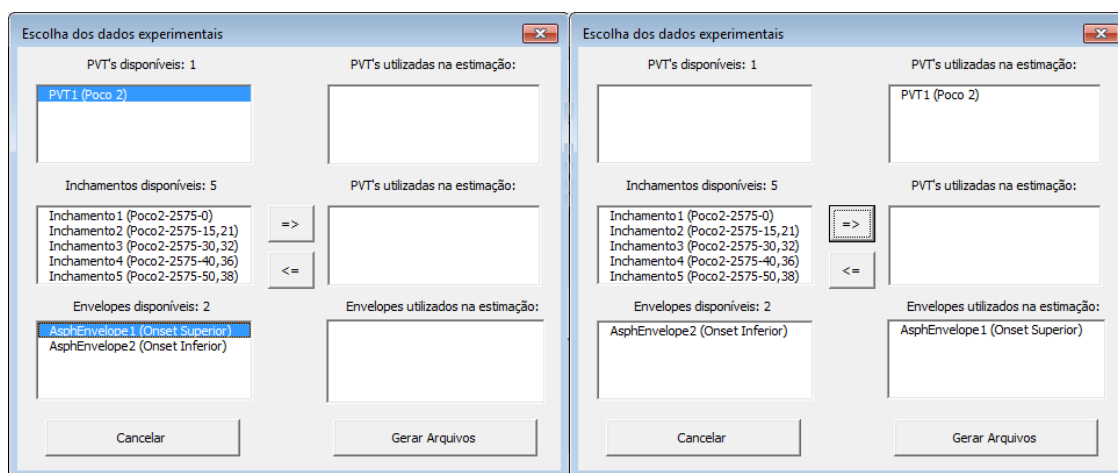 Escolha dos dados experimentais
PVT's disponíveis: 1
PVT's utilizadas na estimação:
PVT1 (Poco 2)
Inchamentos disponíveis: 5
PVT's utilizadas na estimação:
Inchamento1 (Poco2-2575-0)
Inchamento2 (Poco2-2575-15,21)
Inchamento3 (Poco2-2575-30,32)
Inchamento4 (Poco2-2575-40,36)
Inchamento5 (Poco2-2575-50,38)
=>
<=
Envelopes disponíveis: 2
Envelopes utilizados na estimação:
AsphEnvelope1 (Onset Superior)
AsphEnvelope2 (Onset Inferior)
Cancelar
Gerar Arquivos
Escolha dos dados experimentais
PVT's disponíveis: 1
PVT's utilizadas na estimação:
PVT1 (Poco 2)
Inchamentos disponíveis: 5
PVT's utilizadas na estimação:
Inchamento1 (Poco2-2575-0)
Inchamento2 (Poco2-2575-15,21)
Inchamento3 (Poco2-2575-30,32)
Inchamento4 (Poco2-2575-40,36)
Inchamento5 (Poco2-2575-50,38)
=>
<=
Envelopes disponíveis: 2
Envelopes utilizados na estimação:
AsphEnvelope2 (Onset Inferior)
AsphEnvelope1 (Onset Superior)
Cancelar
Gerar Arquivos